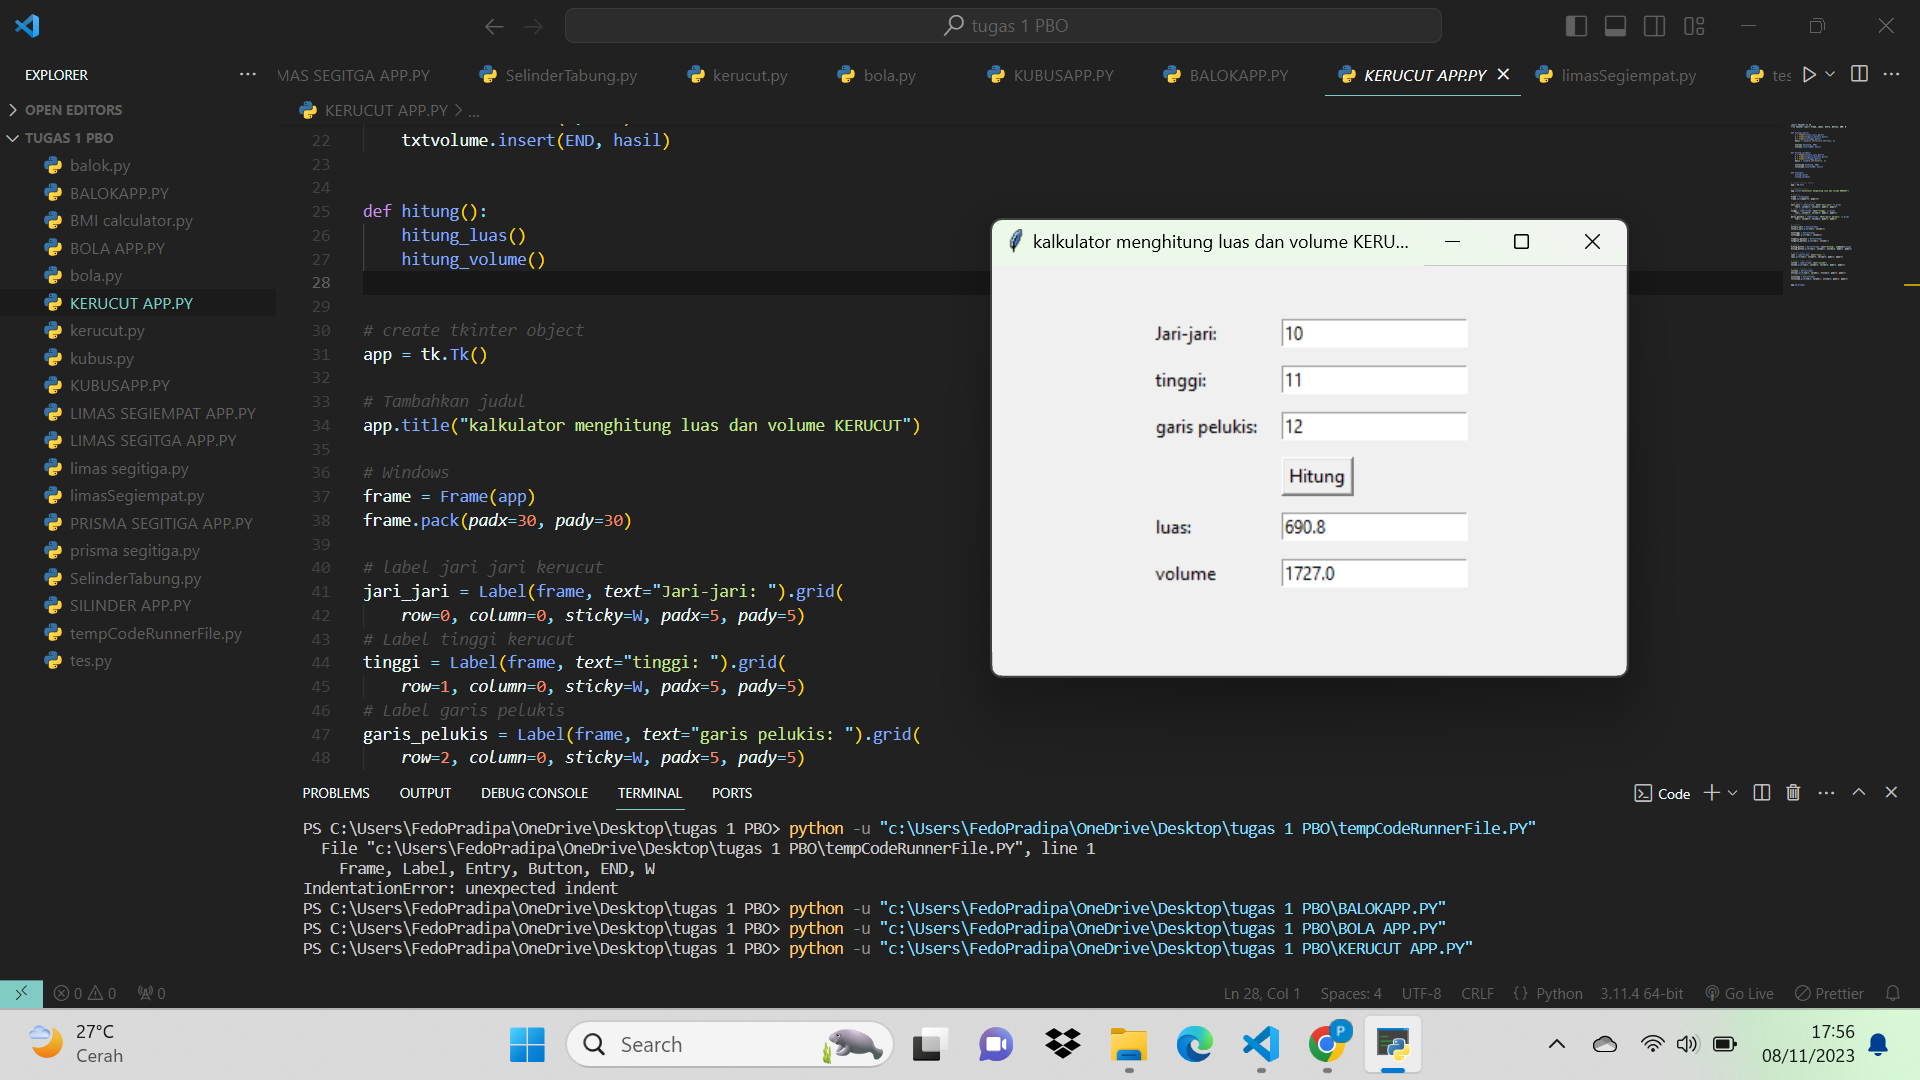 tugas 1 PBO
EXPLORER
MAS SEGITGA APP.PY
SelinderTabung.py
kerucut.py
bola.py
KUBUSAPP.PY
BALOKAPP.PY
KERUCUT APP.PY
limasSegiempat.py
tes
OPEN EDITORS
TUGAS 1 PBO
balok.py
BALOKAPP.PY
BMI calculator.py
BOLA APP.PY
bola.py
KERUCUT APP.PY
kerucut.py
kubus.py
KUBUSAPP.PY
LIMAS SEGIEMPAT APP.PY
LIMAS SEGITGA APP.PY
limas segitiga.py
limasSegiempat.py
PRISMA SEGITIGA APP.PY
prisma segitiga.py
SelinderTabung.py
SILINDER APP.PY
tempCodeRunnerFile.py
tes.py
KERUCUT APP.PY > ...
22 txtvolume.insert(END, hasil)
23
24
25 def hitung():
26 hitung_luas()
27 hitung_volume()
28
29
30 # create tkinter object
31 app = tk.Tk()
32
33 # Tambahkan judul
34 app.title("kalkulator menghitung luas dan volume KERUCUT")
35
36 # Windows
37 frame = Frame(app)
38 frame.pack(padx=30, pady=30)
39
40 # label jari jari kerucut
41 jari_jari = Label(frame, text="Jari-jari: ").grid(
42 row=0, column=0, sticky=W, padx=5, pady=5)
43 # Label tinggi kerucut
44 tinggi = Label(frame, text="tinggi: ").grid(
45 row=1, column=0, sticky=W, padx=5, pady=5)
46 # Label garis pelukis
47 garis_pelukis = Label(frame, text="garis pelukis: ").grid(
48 row=2, column=0, sticky=W, padx=5, pady=5)
kalkulator menghitung luas dan volume KERU...
Jari-jari: 10
tinggi: 11
garis pelukis: 12
Hitung
luas: 690.8
volume 1727.0
PROBLEMS OUTPUT DEBUG CONSOLE TERMINAL PORTS
Code
PS C:\Users\FedoPradipa\OneDrive\Desktop\tugas 1 PBO> python -u "c:\Users\FedoPradipa\OneDrive\Desktop\tugas 1 PBO\tempCodeRunnerFile.PY"
File "c:\Users\FedoPradipa\OneDrive\Desktop\tugas 1 PBO\tempCodeRunnerFile.PY", line 1
Frame, Label, Entry, Button, END, W
IndentationError: unexpected indent
PS C:\Users\FedoPradipa\OneDrive\Desktop\tugas 1 PBO> python -u "c:\Users\FedoPradipa\OneDrive\Desktop\tugas 1 PBO\BALOKAPP.PY"
PS C:\Users\FedoPradipa\OneDrive\Desktop\tugas 1 PBO> python -u "c:\Users\FedoPradipa\OneDrive\Desktop\tugas 1 PBO\BOLA APP.PY"
PS C:\Users\FedoPradipa\OneDrive\Desktop\tugas 1 PBO> python -u "c:\Users\FedoPradipa\OneDrive\Desktop\tugas 1 PBO\KERUCUT APP.PY"
0 0 0
Ln 28, Col 1 Spaces: 4 UTF-8 CRLF {} Python 3.11.4 64-bit Go Live Prettier
27°C
Cerah
Search
P
17:56
08/11/2023